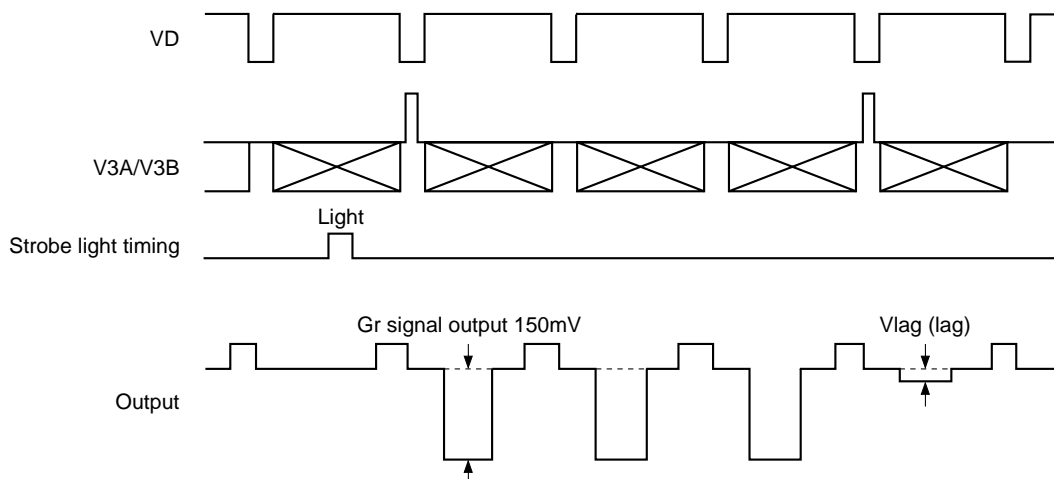 VD
V3A/V3B
Light
Strobe light timing
Gr signal output 150mV
Vlag (lag)
Output